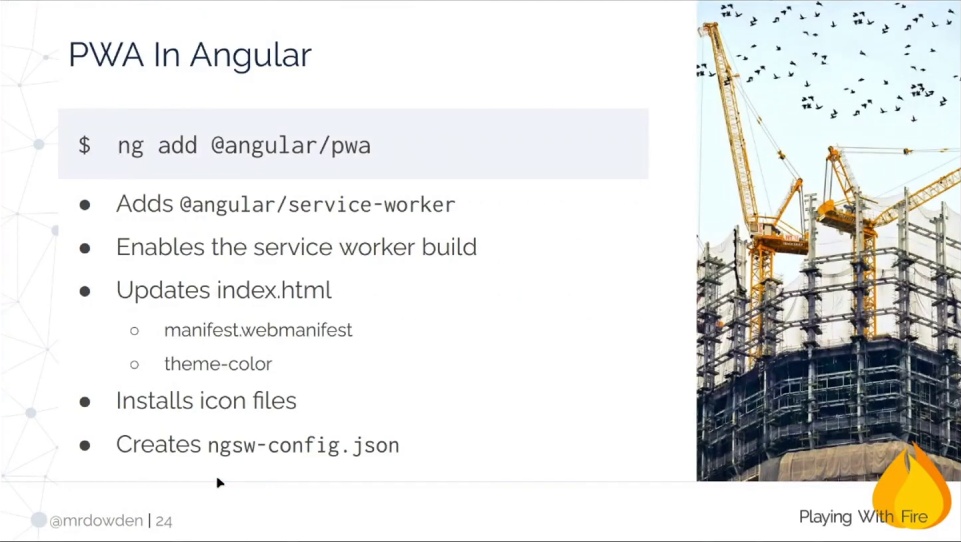 PWA In Angular
$ ng add @angular/pwa
● Adds @angular/service-worker
● Enables the service worker build
● Updates index.html
○ manifest.webmanifest
○ theme-color
● Installs icon files
● Creates ngsw-config.json
@mrdowden | 24
Playing With Fire